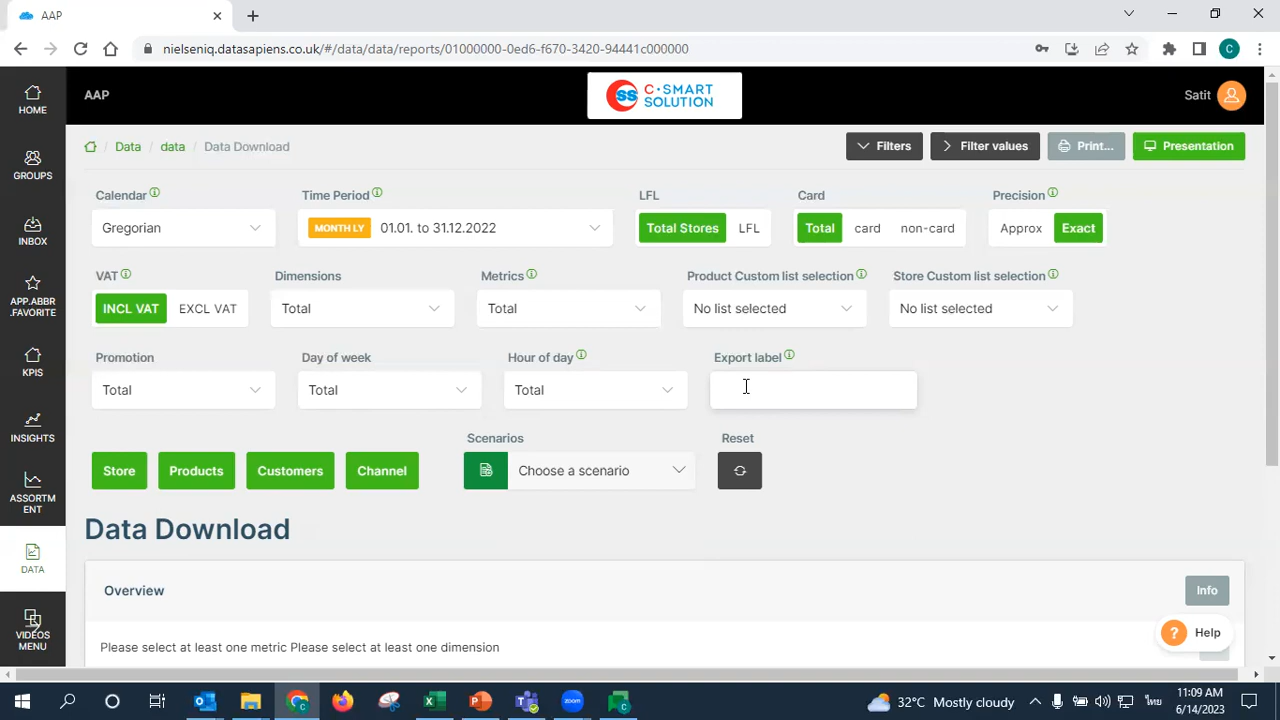 AAP
nielseniq.datasapiens.co.uk/#/data/data/reports/01000000-0ed6-f670-3420-94441c000000
C
HOME
AAP
SS C·SMART
SOLUTION
Satit
Data / data / Data Download
Filters
Filter values
Print...
Presentation
GROUPS
INBOX
APP.ABBR
.FAVORITE
KPIS
INSIGHTS
ASSORTM
ENT
DATA
VIDEOS
MENU
Calendar
Time Period
LFL
Card
Precision
Gregorian
MONTHLY 01.01. to 31.12.2022
Total Stores LFL
Total card non-card
Approx Exact
VAT
Dimensions
Metrics
Product Custom list selection
Store Custom list selection
INCL VAT EXCL VAT
Total
Total
No list selected
No list selected
Promotion
Day of week
Hour of day
Export label
Total
Total
Total
Scenarios
Reset
Store
Products
Customers
Channel
Choose a scenario
Data Download
Overview
Info
Please select at least one metric Please select at least one dimension
? Help
32°C Mostly cloudy
ไทย
11:09 AM
6/14/2023